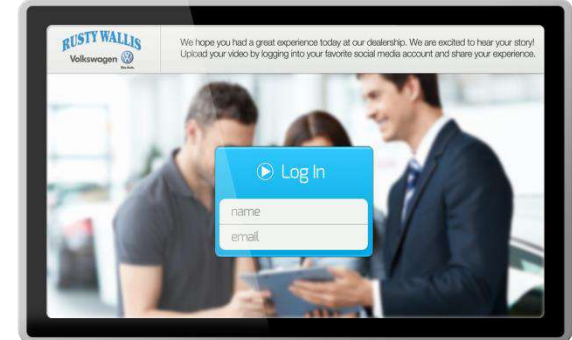 RUSTY WALLIS
Volkswagen
We hope you had a great experience today at our dealership. We are excited to hear your story!
Upload your video by logging into your favorite social media account and share your experience.
Log In
name
email